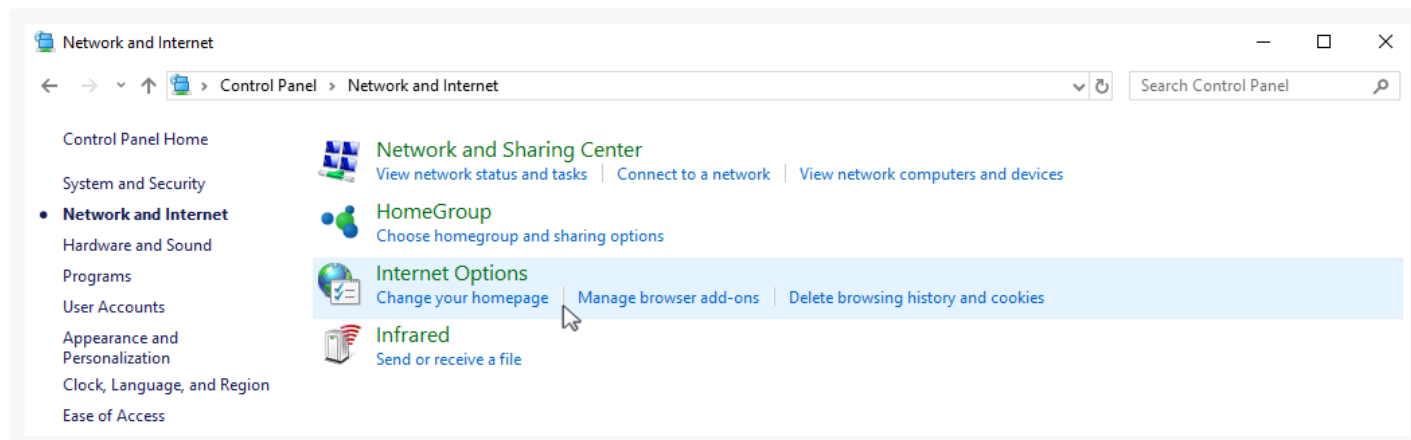 Network and Internet
Control Panel > Network and Internet
Search Control Panel
Control Panel Home
System and Security
Network and Internet
Hardware and Sound
Programs
User Accounts
Appearance and
Personalization
Clock, Language, and Region
Ease of Access
Network and Sharing Center
View network status and tasks | Connect to a network | View network computers and devices
HomeGroup
Choose homegroup and sharing options
Internet Options
Change your homepage | Manage browser add-ons | Delete browsing history and cookies
Infrared
Send or receive a file